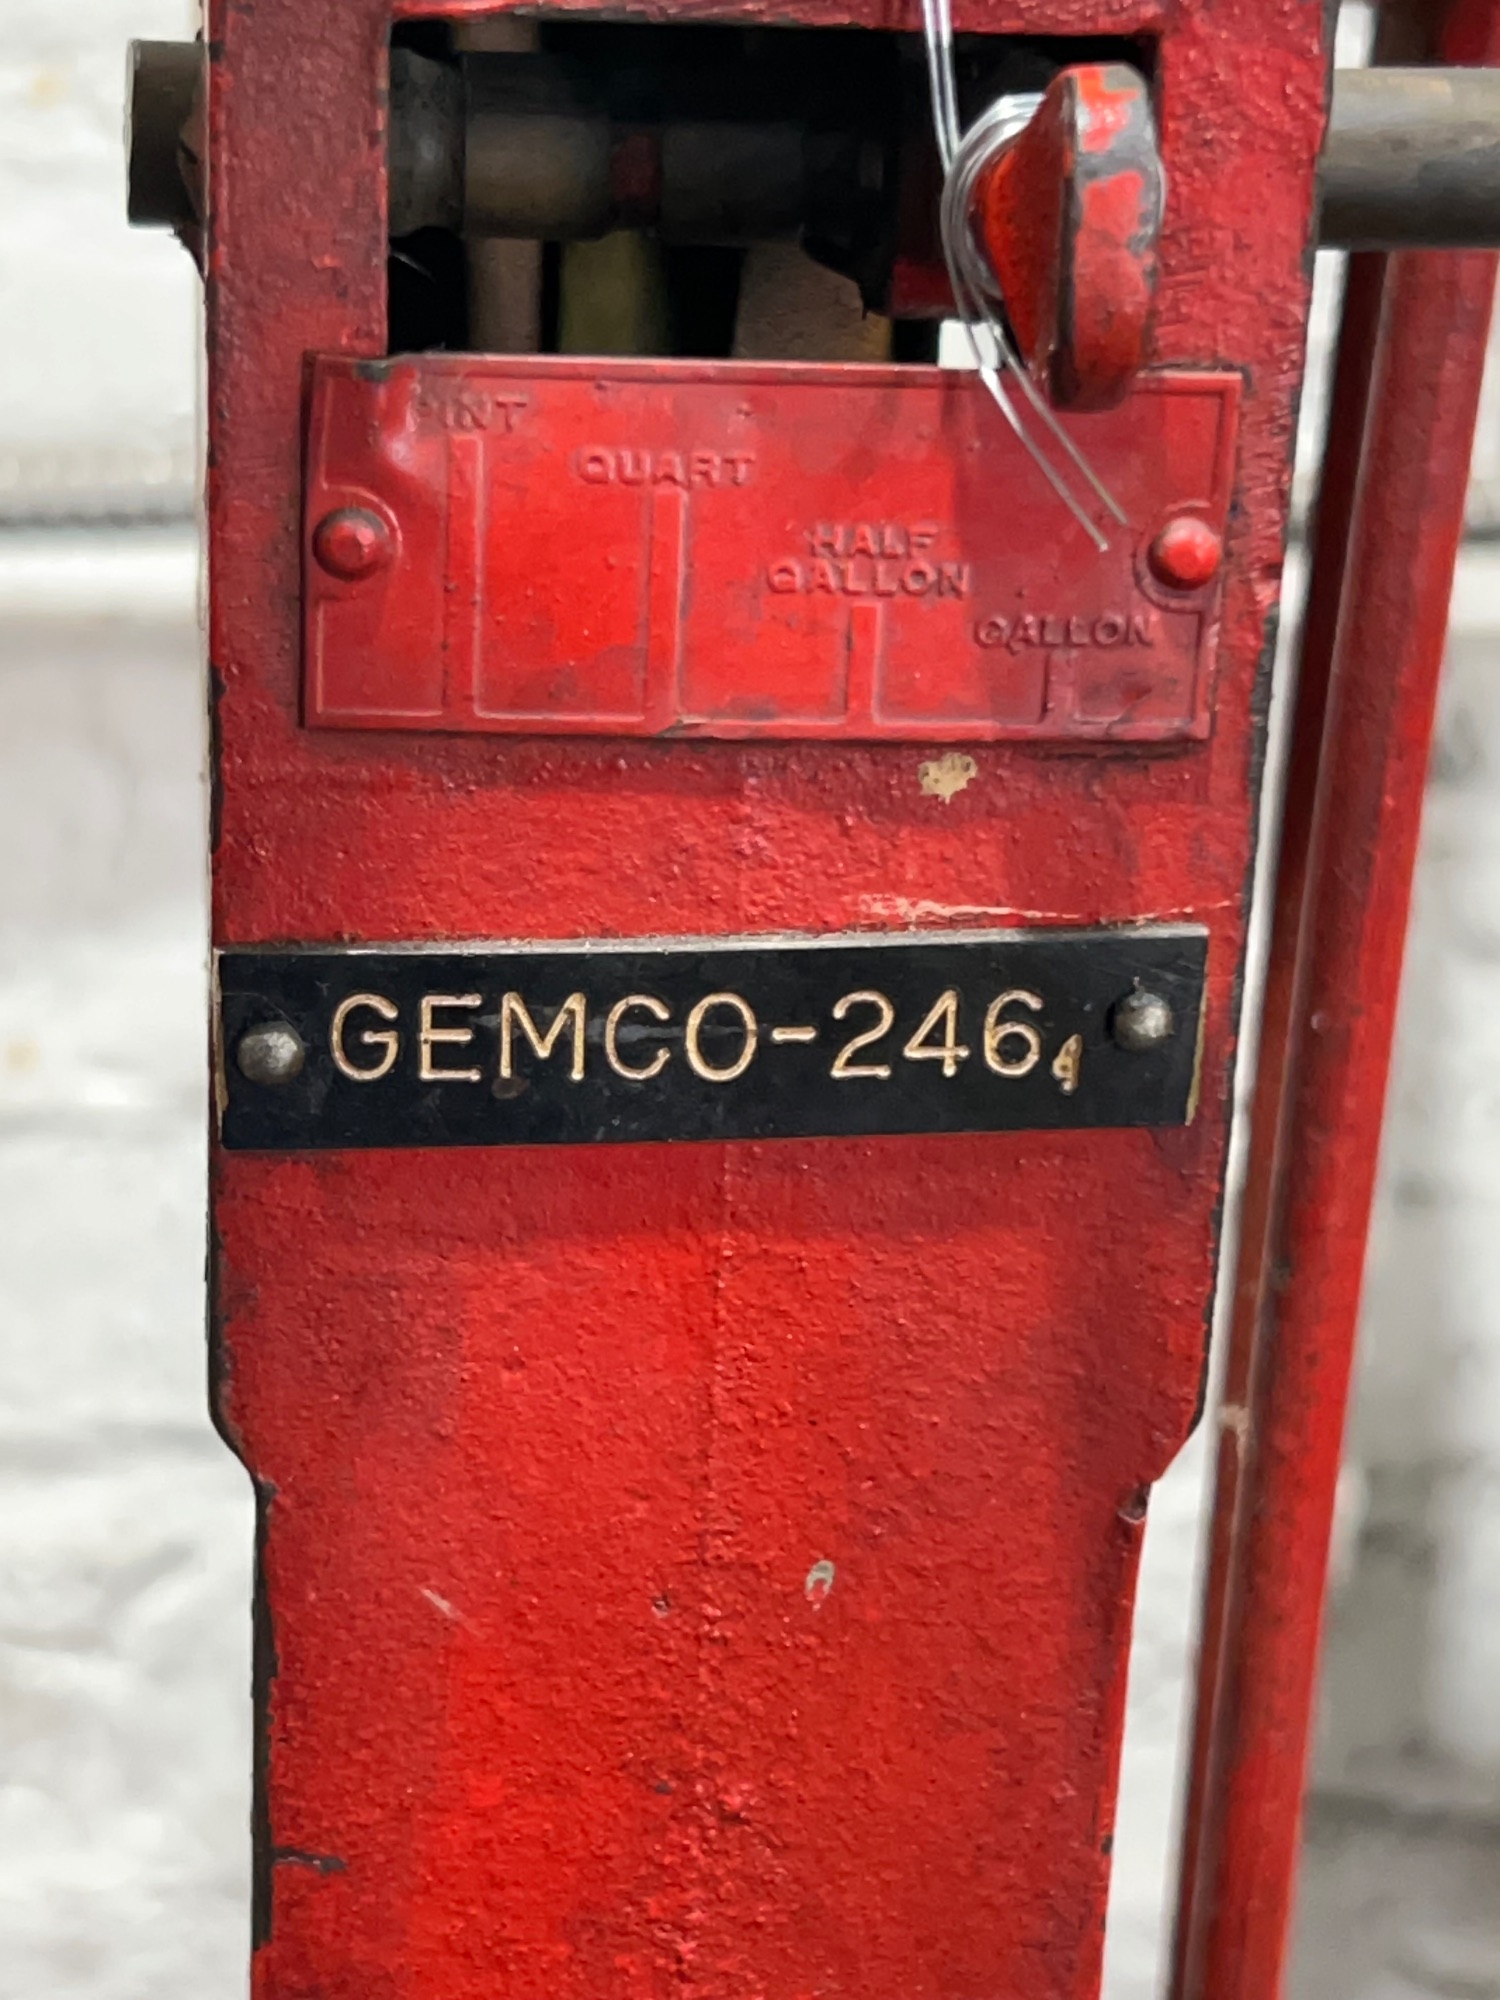 PINT
QUART
HALF
GALLON
GALLON
GEMCO-246